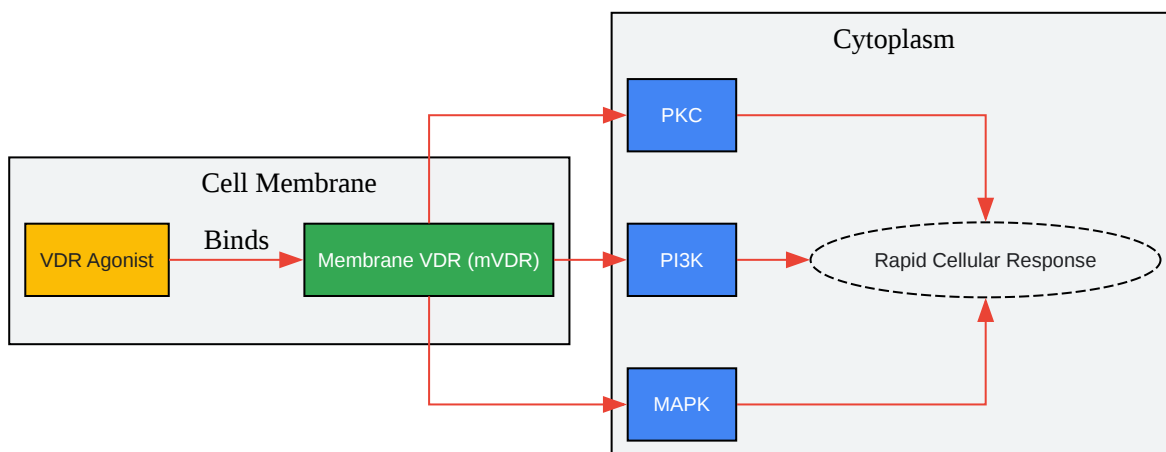 Cytoplasm
PKC
Cell Membrane
Binds
VDR Agonist
Membrane VDR (mVDR)
PI3K
Rapid Cellular Response
MAPK